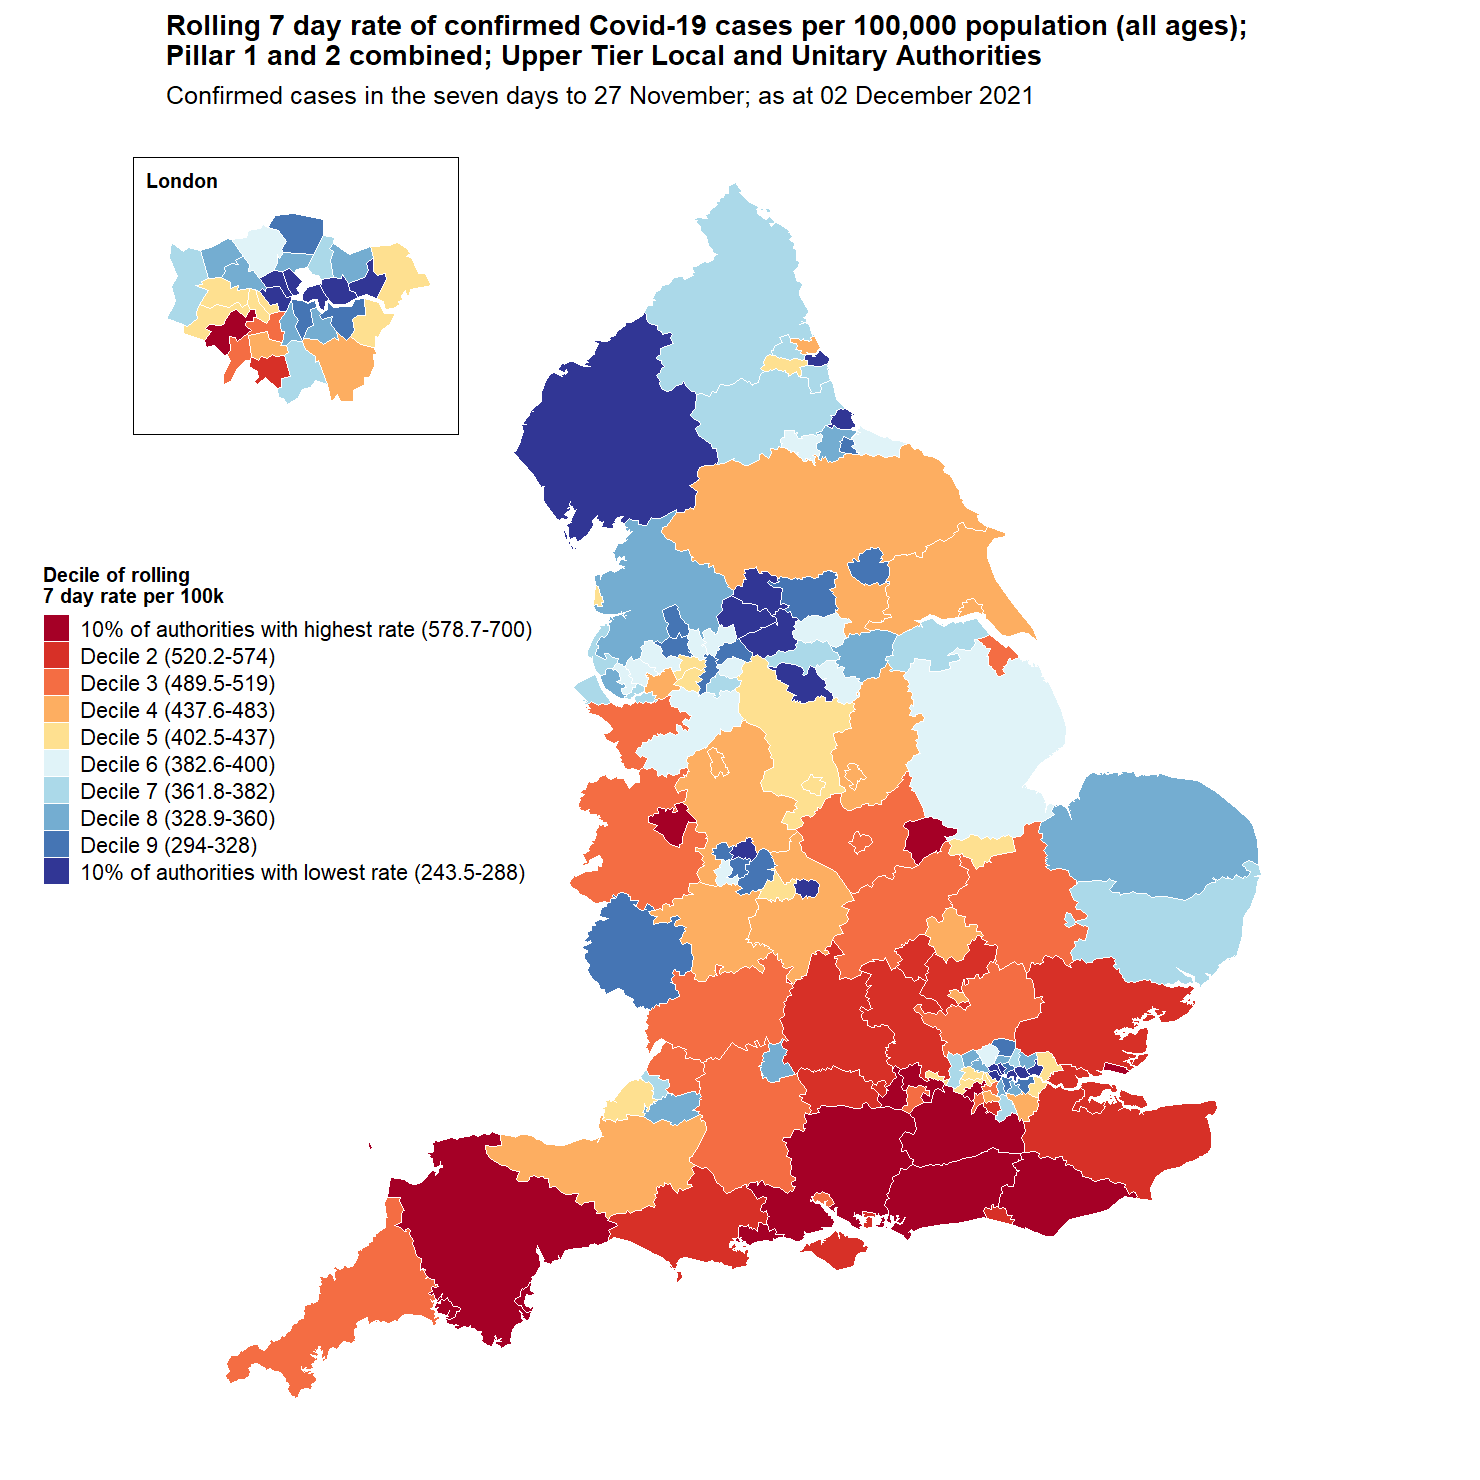 Rolling 7 day rate of confirmed Covid-19 cases per 100,000 population (all ages);
Pillar 1 and 2 combined; Upper Tier Local and Unitary Authorities
Confirmed cases in the seven days to 27 November; as at 02 December 2021
London
Decile of rolling
7 day rate per 100k
10% of authorities with highest rate (578.7-700)
Decile 2 (520.2-574)
Decile 3 (489.5-519)
Decile 4 (437.6-483)
Decile 5 (402.5-437)
Decile 6 (382.6-400)
Decile 7 (361.8-382)
Decile 8 (328.9-360)
Decile 9 (294-328)
10% of authorities with lowest rate (243.5-288)